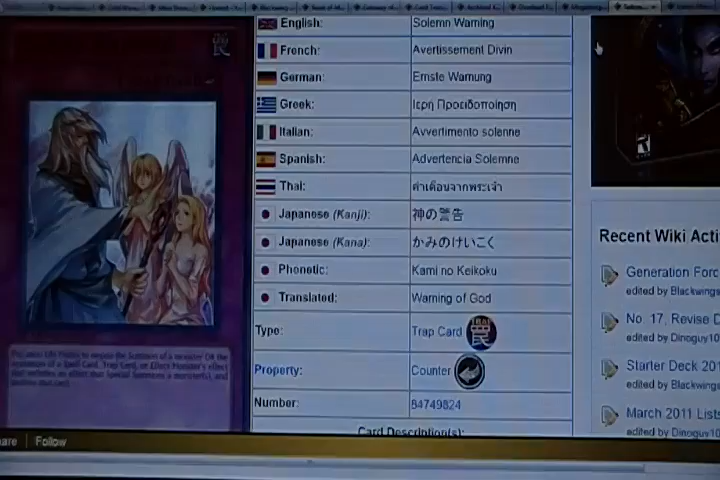 English: Solemn Warning
French: Avertissement Divin
German: Ernste Warnung
Greek: Ιερή Προειδοποίηση
Italian: Avvertimento solenne
Spanish: Advertencia Solemne
Thai: คำเตือนจากพระเจ้า
Japanese (Kanji): 神の警告
Japanese (Kana): かみのけいこく
Phonetic: Kami no Keikoku
Translated: Warning of God
Type: Trap Card TRAP 罠
Property: Counter
Number: 84749824
Card Description(s):
罠
Recent Wiki Acti
Generation Forc
edited by Blackwings
No. 17, Revise D
edited by Dinoguy10
Starter Deck 201
edited by Blackwings
March 2011 Lists
edited by Dinoguy10
are Follow